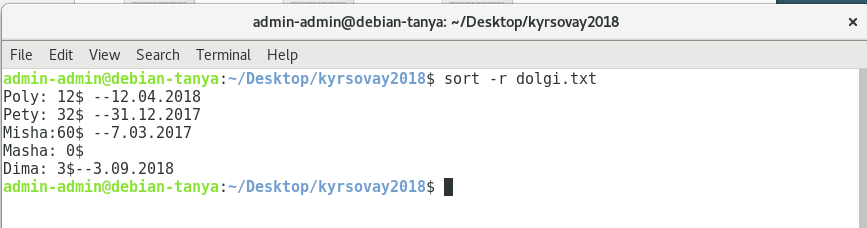 admin-admin@debian-tanya: ~/Desktop/kyrsovay2018
File Edit View Search Terminal Help
admin-admin@debian-tanya:~/Desktop/kyrsovay2018$ sort -r dolgi.txt
Poly: 12$ --12.04.2018
Pety: 32$ --31.12.2017
Misha:60$ --7.03.2017
Masha: 0$
Dima: 3$--3.09.2018
admin-admin@debian-tanya:~/Desktop/kyrsovay2018$